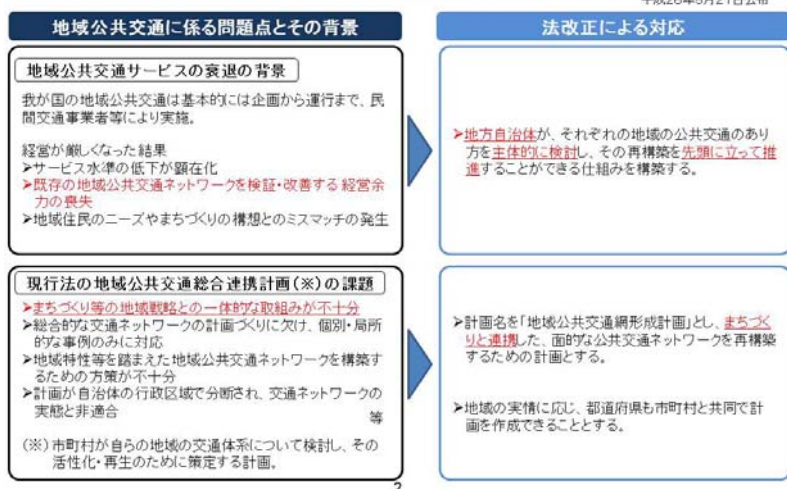 平成26年5月21日公布
地域公共交通に係る問題点とその背景
法改正による対応
地域公共交通サービスの衰退の背景
我が国の地域公共交通は基本的には企画から運行まで、民
間交通事業者等により実施。
経営が厳しくなった結果
➢サービス水準の低下が顕在化
➢既存の地域公共交通ネットワークを検証・改善する経営余
力の喪失
➢地域住民のニーズやまちづくりの構想とのミスマッチの発生
➢地方自治体が、それぞれの地域の公共交通のあり
方を主体的に検討し、その再構築を先頭に立って推
進することができる仕組みを構築する。
現行法の地域公共交通総合連携計画(※)の課題
➢まちづくり等の地域戦略との一体的な取組みが不十分
➢総合的な交通ネットワークの計画づくりに欠け、個別・局所
的な事例のみに対応
➢地域特性等を踏まえた地域公共交通ネットワークを構築す
るための方策が不十分
➢計画が自治体の行政区域で分断され、交通ネットワークの
実態と非適合
等
(※)市町村が自らの地域の交通体系について検討し、その
活性化・再生のために策定する計画。
➢計画名を「地域公共交通網形成計画」とし、まちづく
りと連携した、面的な公共交通ネットワークを再構築
するための計画とする。
➢地域の実情に応じ、都道府県も市町村と共同で計
画を作成できることとする。
2